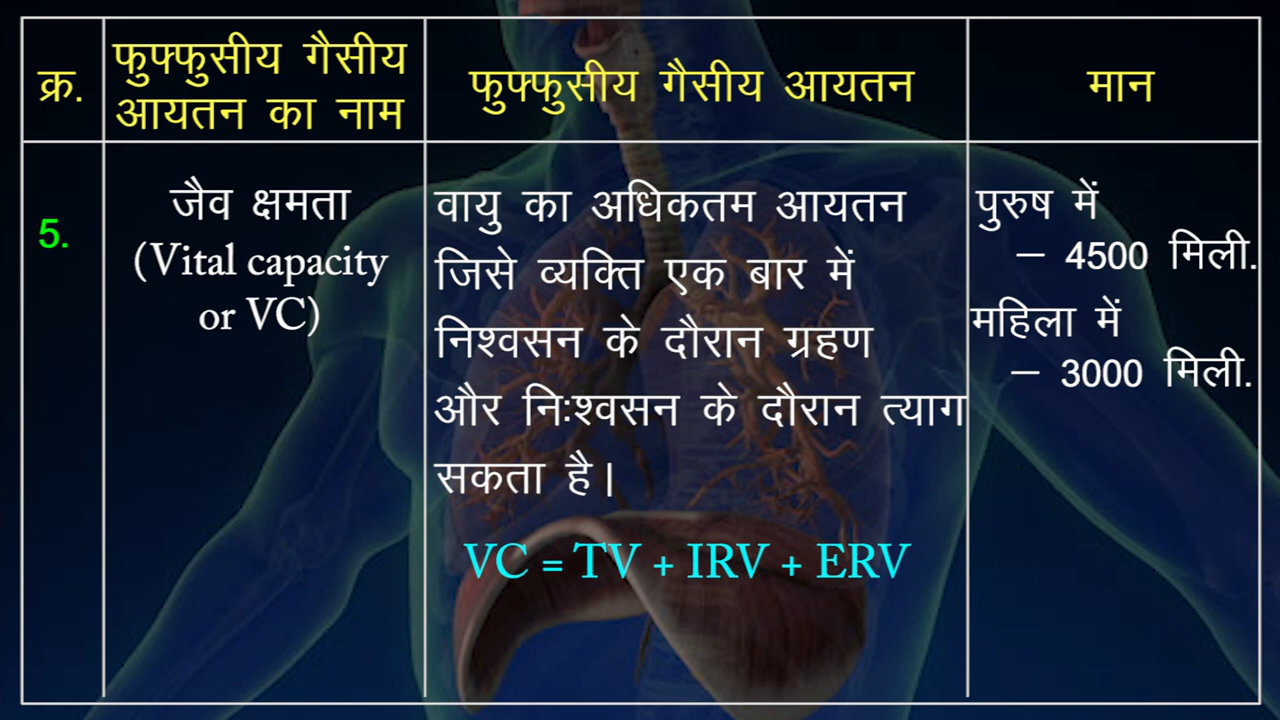 क्र.
फुफ्फुसीय गैसीय
आयतन का नाम
फुफ्फुसीय गैसीय आयतन
मान
5.
जैव क्षमता
(Vital capacity
or VC)
वायु का अधिकतम आयतन
जिसे व्यक्ति एक बार में
निश्वसन के दौरान ग्रहण
और निःश्वसन के दौरान त्याग
सकता है।
VC = TV + IRV + ERV
पुरुष में
– 4500 मिली.
महिला में
– 3000 मिली.